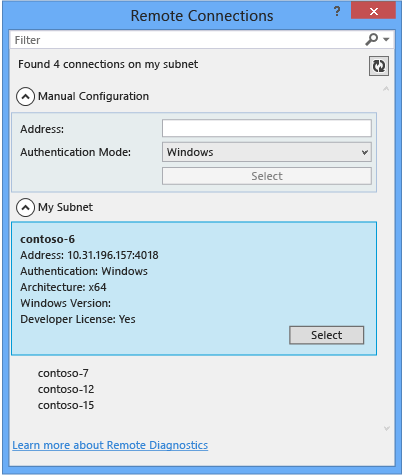 Remote Connections
?
Filter
Found 4 connections on my subnet
Manual Configuration
Address:
Authentication Mode: Windows
Select
My Subnet
contoso-6
Address: 10.31.196.157:4018
Authentication: Windows
Architecture: x64
Windows Version:
Developer License: Yes
Select
contoso-7
contoso-12
contoso-15
Learn more about Remote Diagnostics